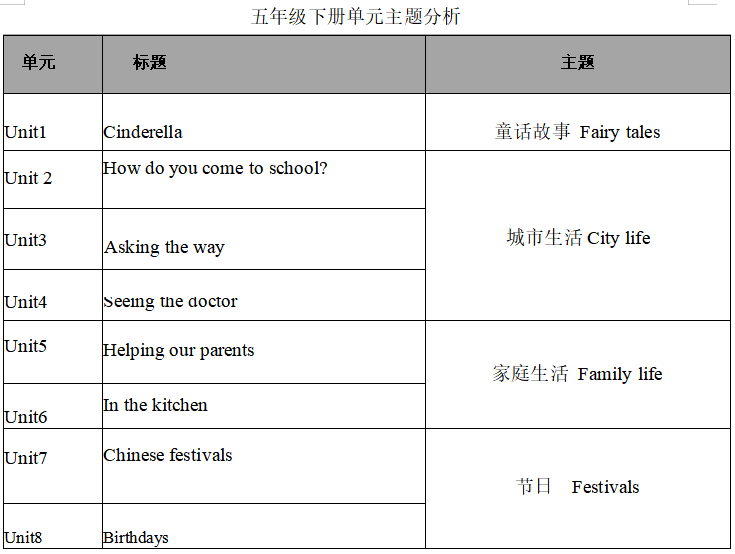 五年级下册单元主题分析
单元 标题 主题
Unit1 Cinderella 童话故事 Fairy tales
Unit 2 How do you come to school?
城市生活 City life
Unit3 Asking the way
Unit4 Seeing the doctor
Unit5 Helping our parents
家庭生活 Family life
Unit6 In the kitchen
Unit7 Chinese festivals
节日 Festivals
Unit8 Birthdays